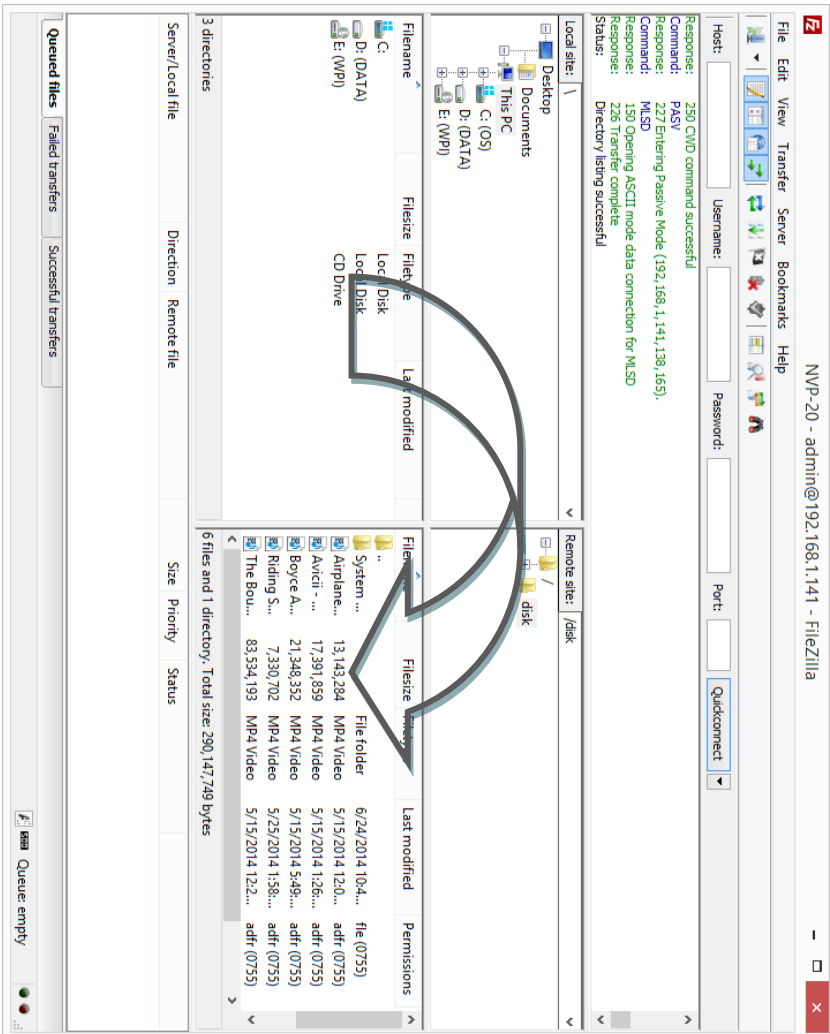 NVP-20 - admin@192.168.1.141 - FileZilla
File Edit View Transfer Server Bookmarks Help
Host: Username: Password: Port: Quickconnect
Response: 250 CWD command successful
Command: PASV
Response: 227 Entering Passive Mode (192,168,1,141,138,165).
Command: MLSD
Response: 150 Opening ASCII mode data connection for MLSD
Response: 226 Transfer complete
Status: Directory listing successful
Local site: \
Desktop
Documents
This PC
C: (OS)
D: (DATA)
E: (WPI)
Remote site: /disk
/
disk
Filename Filesize Filetype Last modified
C: Local Disk
D: (DATA) Local Disk
E: (WPI) CD Drive
3 directories
Filesize Last modified Permissions
..
System ... File folder 6/24/2014 10:4... fle (0755)
Airplane... 13,143,284 MP4 Video 5/15/2014 12:0... adfr (0755)
Avicii - ... 17,391,859 MP4 Video 5/15/2014 1:26:... adfr (0755)
Boyce A... 21,348,352 MP4 Video 5/15/2014 5:49:... adfr (0755)
Riding S... 7,330,702 MP4 Video 5/25/2014 1:58:... adfr (0755)
The Bou... 83,534,193 MP4 Video 5/15/2014 12:2... adfr (0755)
6 files and 1 directory. Total size: 290,147,749 bytes
Server/Local file Direction Remote file Size Priority Status
Queued files Failed transfers Successful transfers
Queue: empty